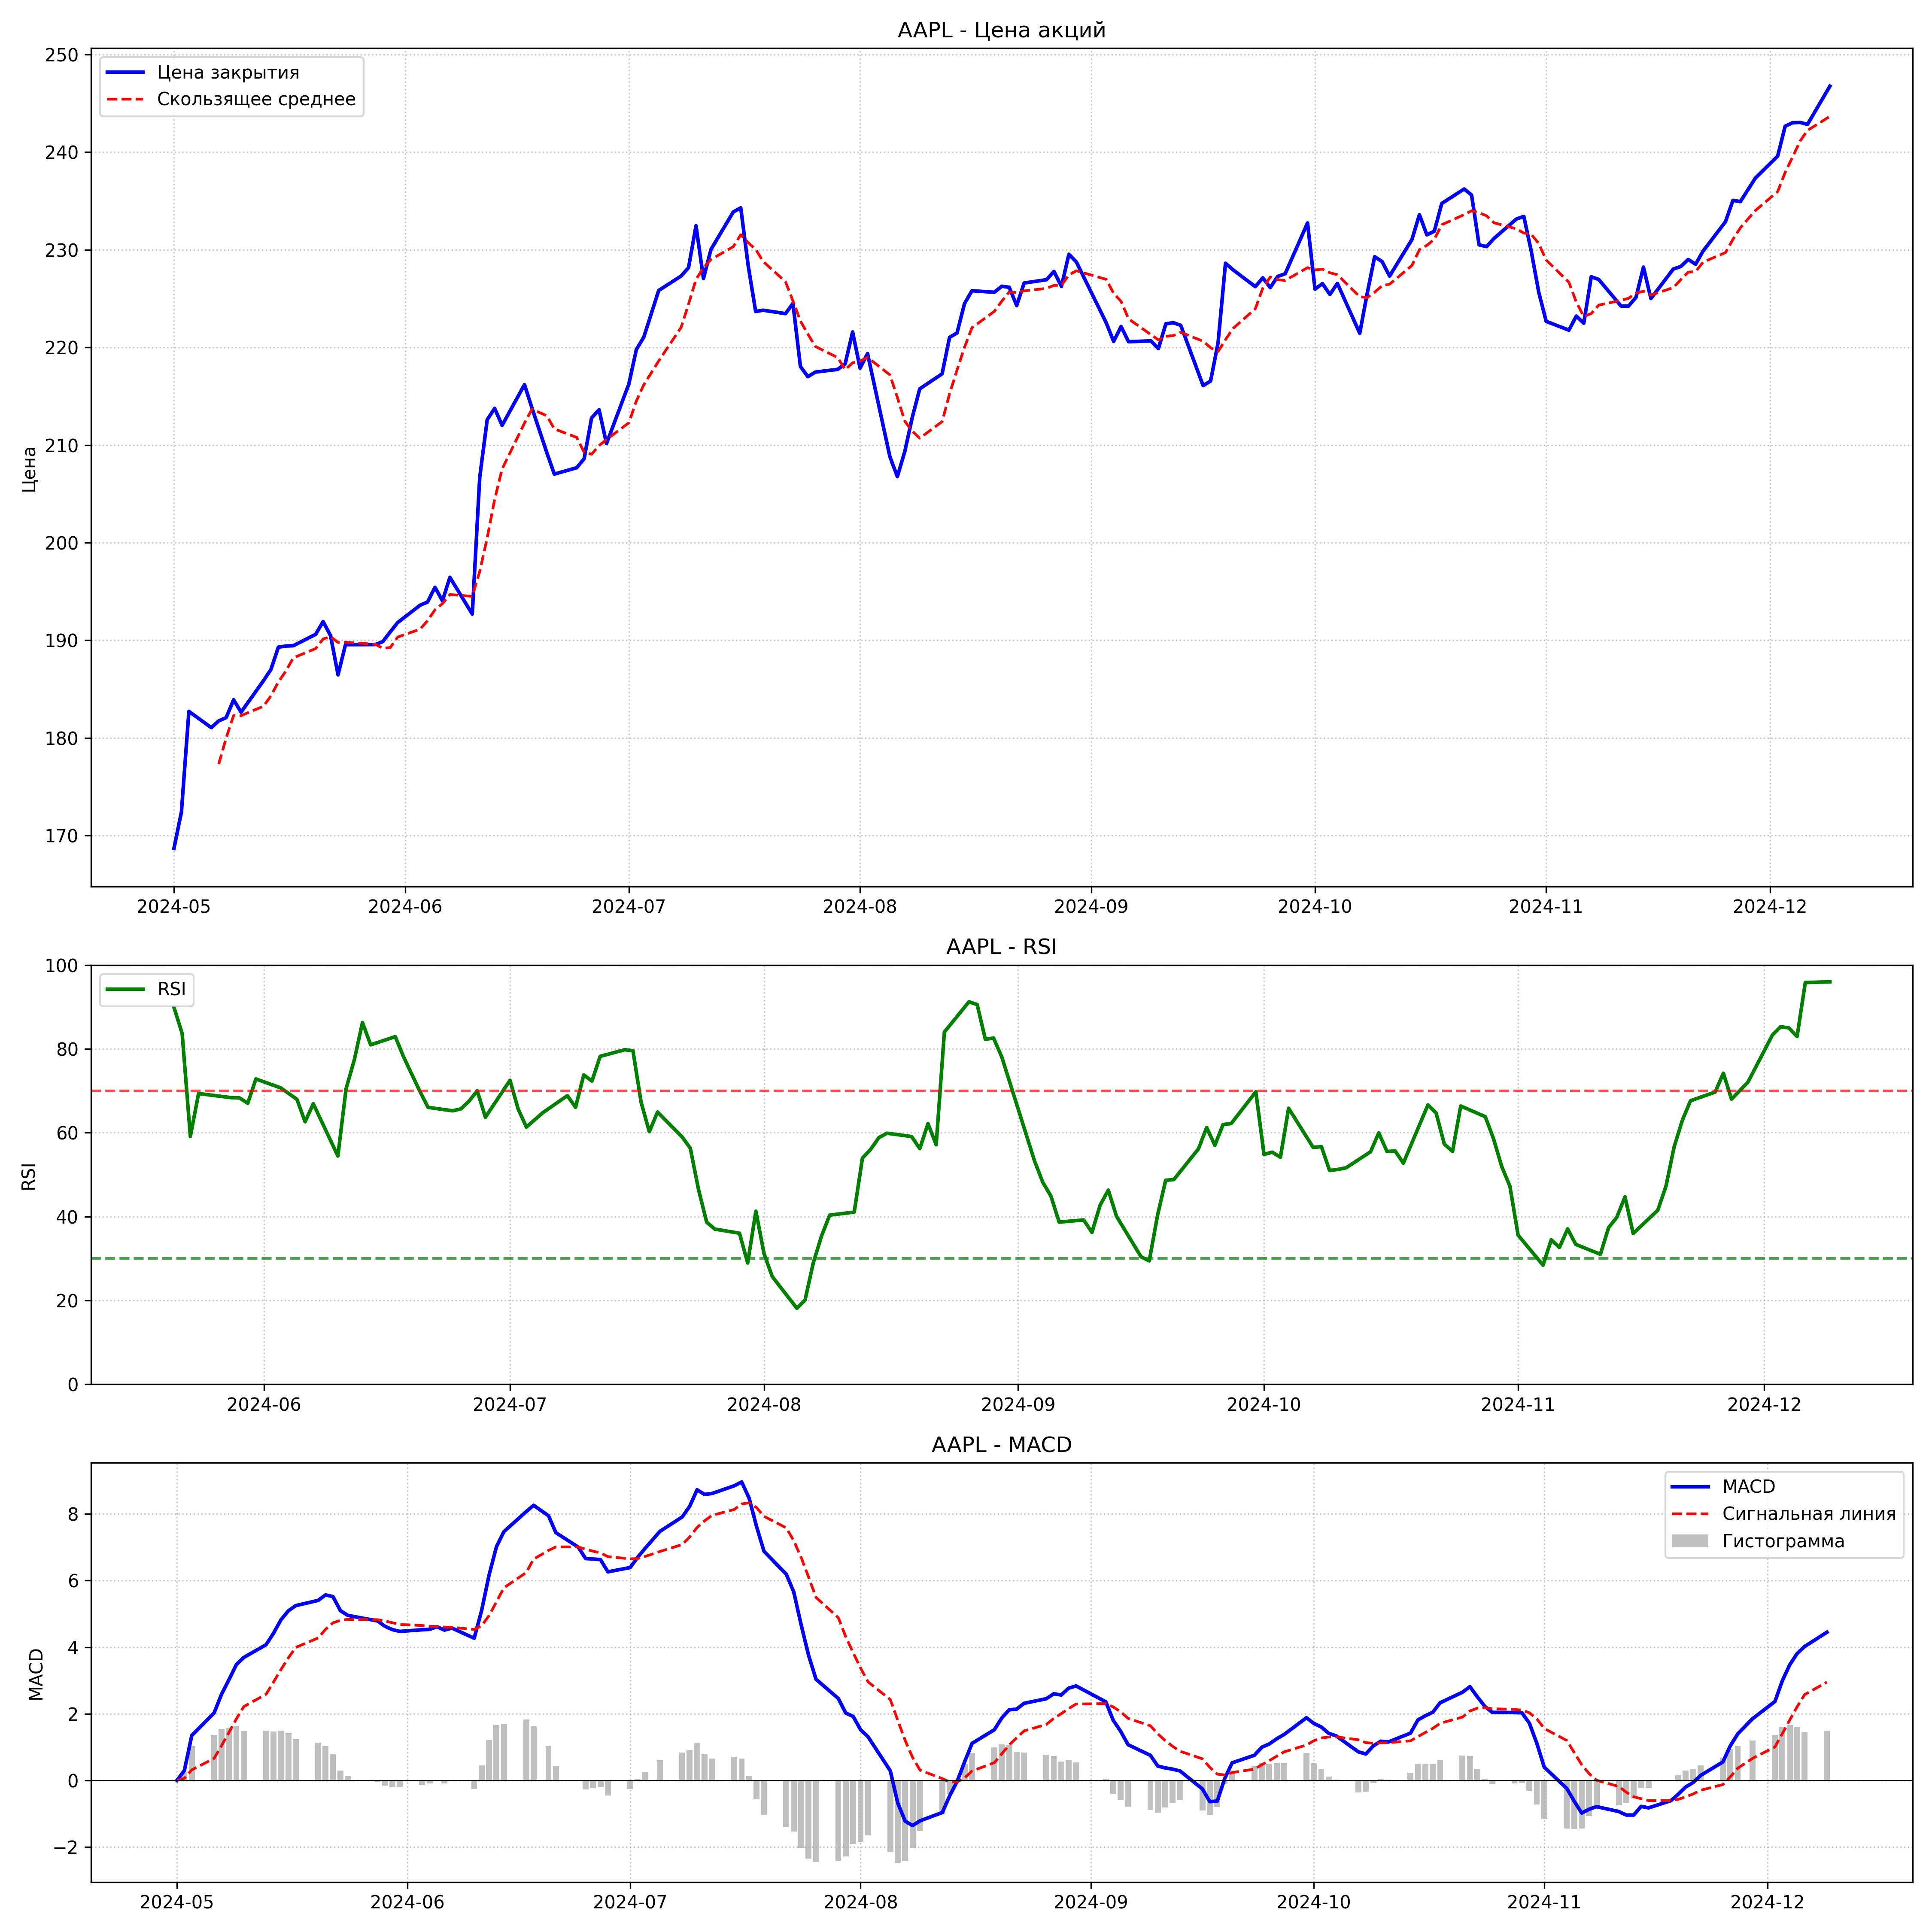 AAPL - Цена акций
Цена закрытия
Скользящее среднее
Цена
250
240
230
220
210
200
190
180
170
2024-05 2024-06 2024-07 2024-08 2024-09 2024-10 2024-11 2024-12
AAPL - RSI
RSI
RSI
100
80
60
40
20
0
2024-06 2024-07 2024-08 2024-09 2024-10 2024-11 2024-12
AAPL - MACD
MACD
Сигнальная линия
Гистограмма
MACD
8
6
4
2
0
−2
2024-05 2024-06 2024-07 2024-08 2024-09 2024-10 2024-11 2024-12